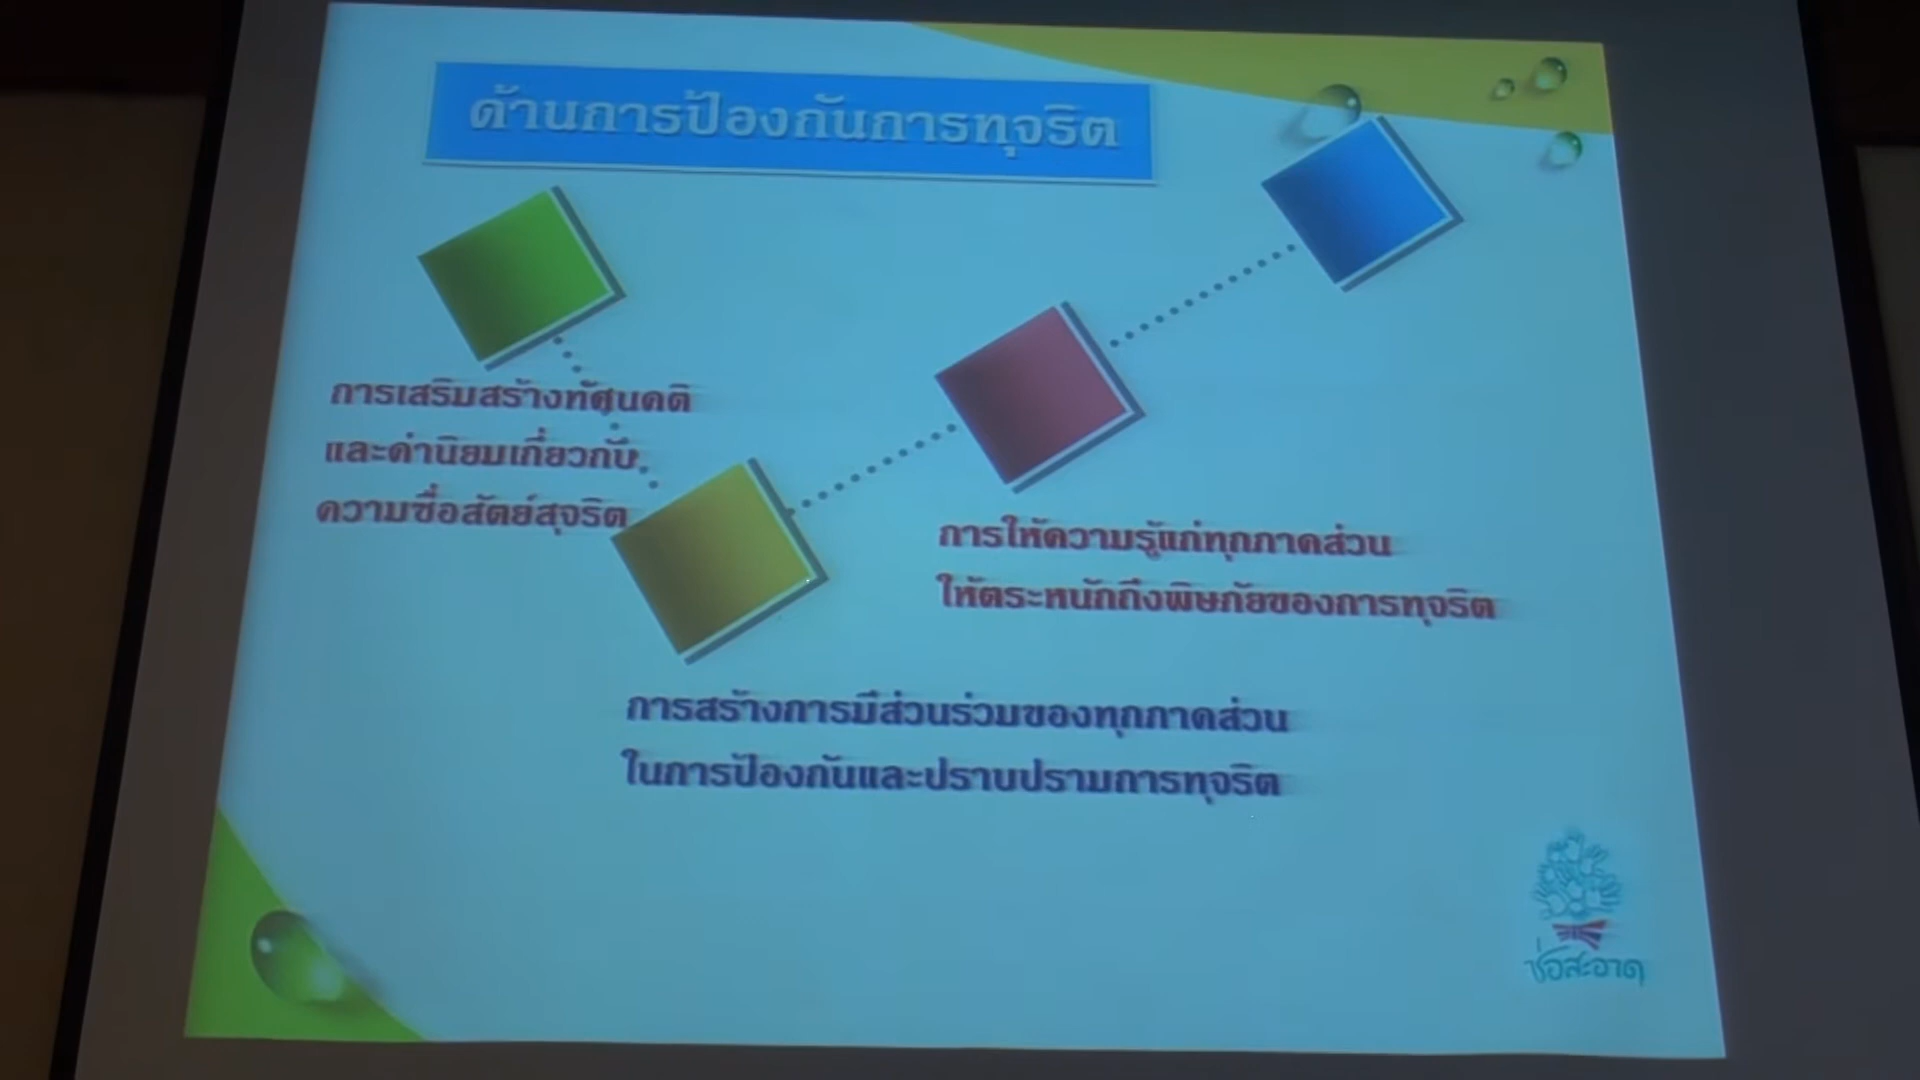 ด้านการป้องกันการทุจริต
การเสริมสร้างทัศนคติ
และค่านิยมเกี่ยวกับ
ความซื่อสัตย์สุจริต
การให้ความรู้แก่ทุกภาคส่วน
ให้ตระหนักถึงพิษภัยของการทุจริต
การสร้างการมีส่วนร่วมของทุกภาคส่วน
ในการป้องกันและปราบปรามการทุจริต
ช่อสะอาด